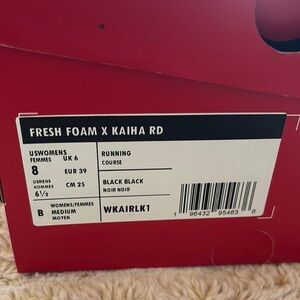 FRESH FOAM X KAIHA RD
USWOMENS UK 6
FEMMES
8 EUR 39
USMENS
HOMMES CM 25
6½
WOMENS/FEMMES
B MEDIUM
MOYEN
RUNNING
COURSE
BLACK BLACK
NOIR NOIR
WKAIRLK1
1 96432 95463 6